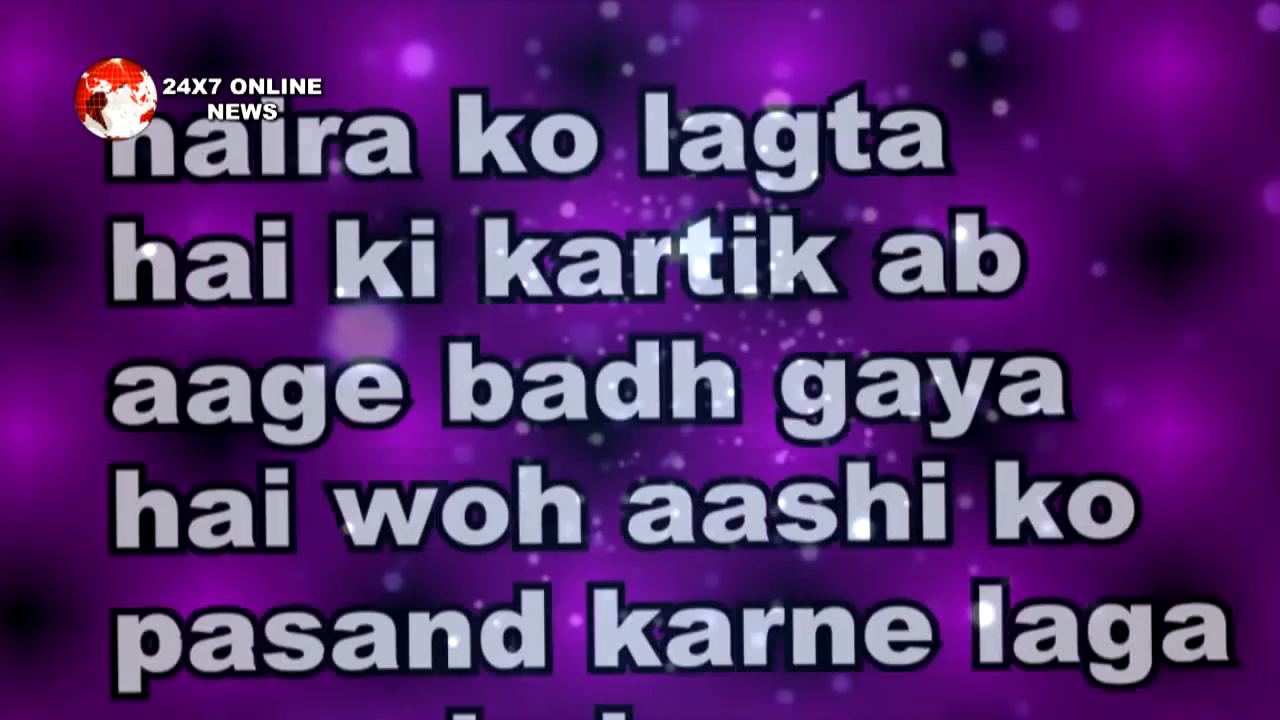 24X7 ONLINE
NEWS
naira ko lagta
hai ki kartik ab
aage badh gaya
hai woh aashi ko
pasand karne laga